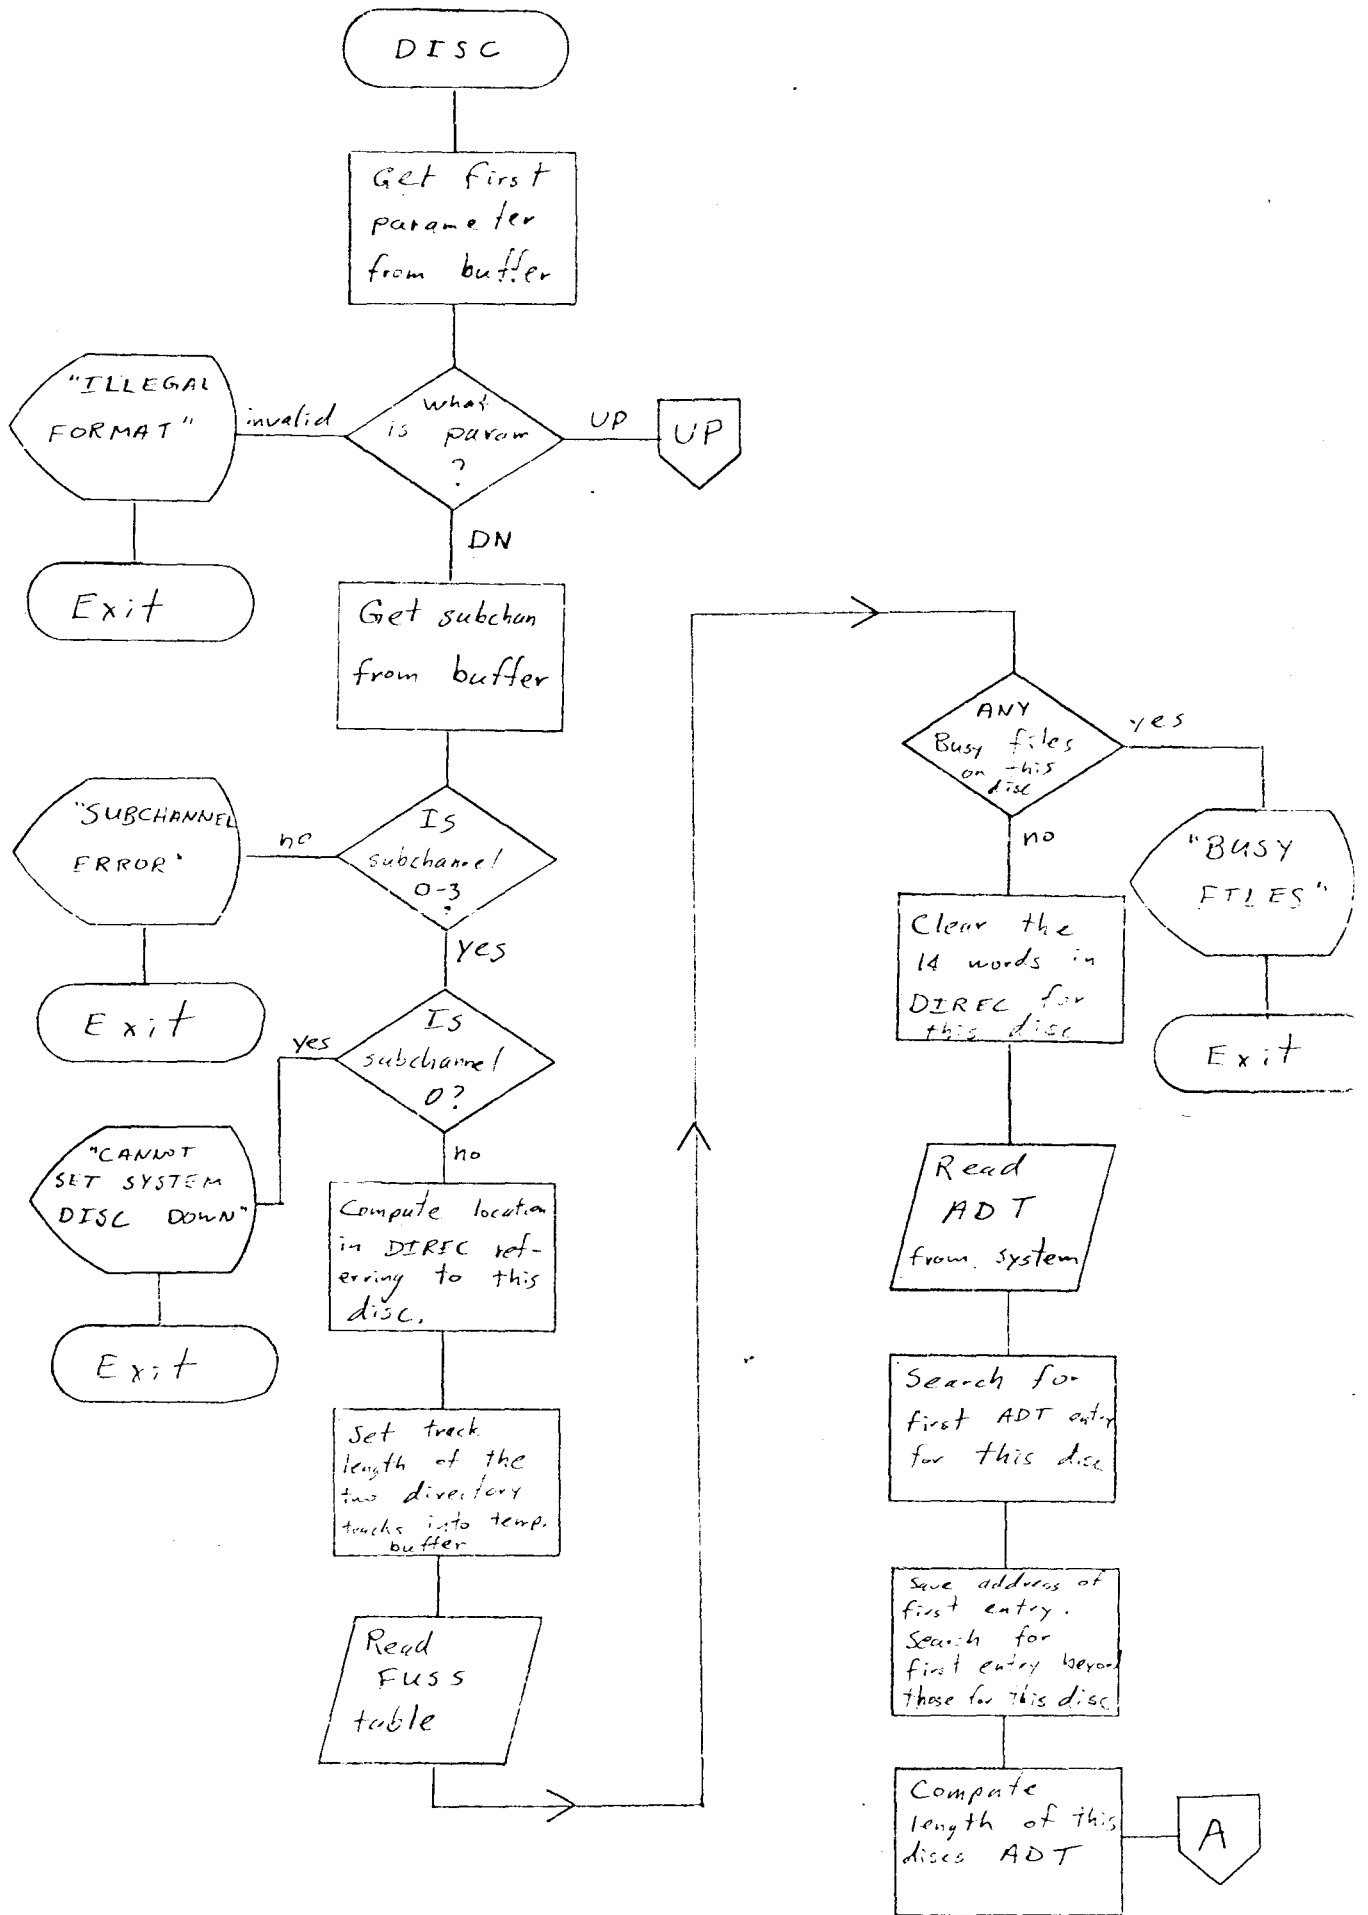 DISC
Get first
parameter
from buffer
what
is param
?
invalid
"ILLEGAL
FORMAT"
Exit
UP
UP
DN
Get subchan
from buffer
Is
subchannel
0-3
?
no
"SUBCHANNEL
ERROR"
Exit
yes
Is
subchannel
0?
yes
"CANNOT
SET SYSTEM
DISC DOWN"
Exit
no
Compute location
in DIREC ref-
erring to this
disc.
Set track
length of the
two directory
tracks into temp.
buffer
Read
FUSS
table
ANY
Busy files
on this
disc
yes
"BUSY
FILES"
Exit
no
Clear the
14 words in
DIREC for
this disc
Read
ADT
from system
Search for
first ADT entry
for this disc
Save address of
first entry.
Search for
first entry beyond
those for this disc
Compute
length of this
discs ADT
A